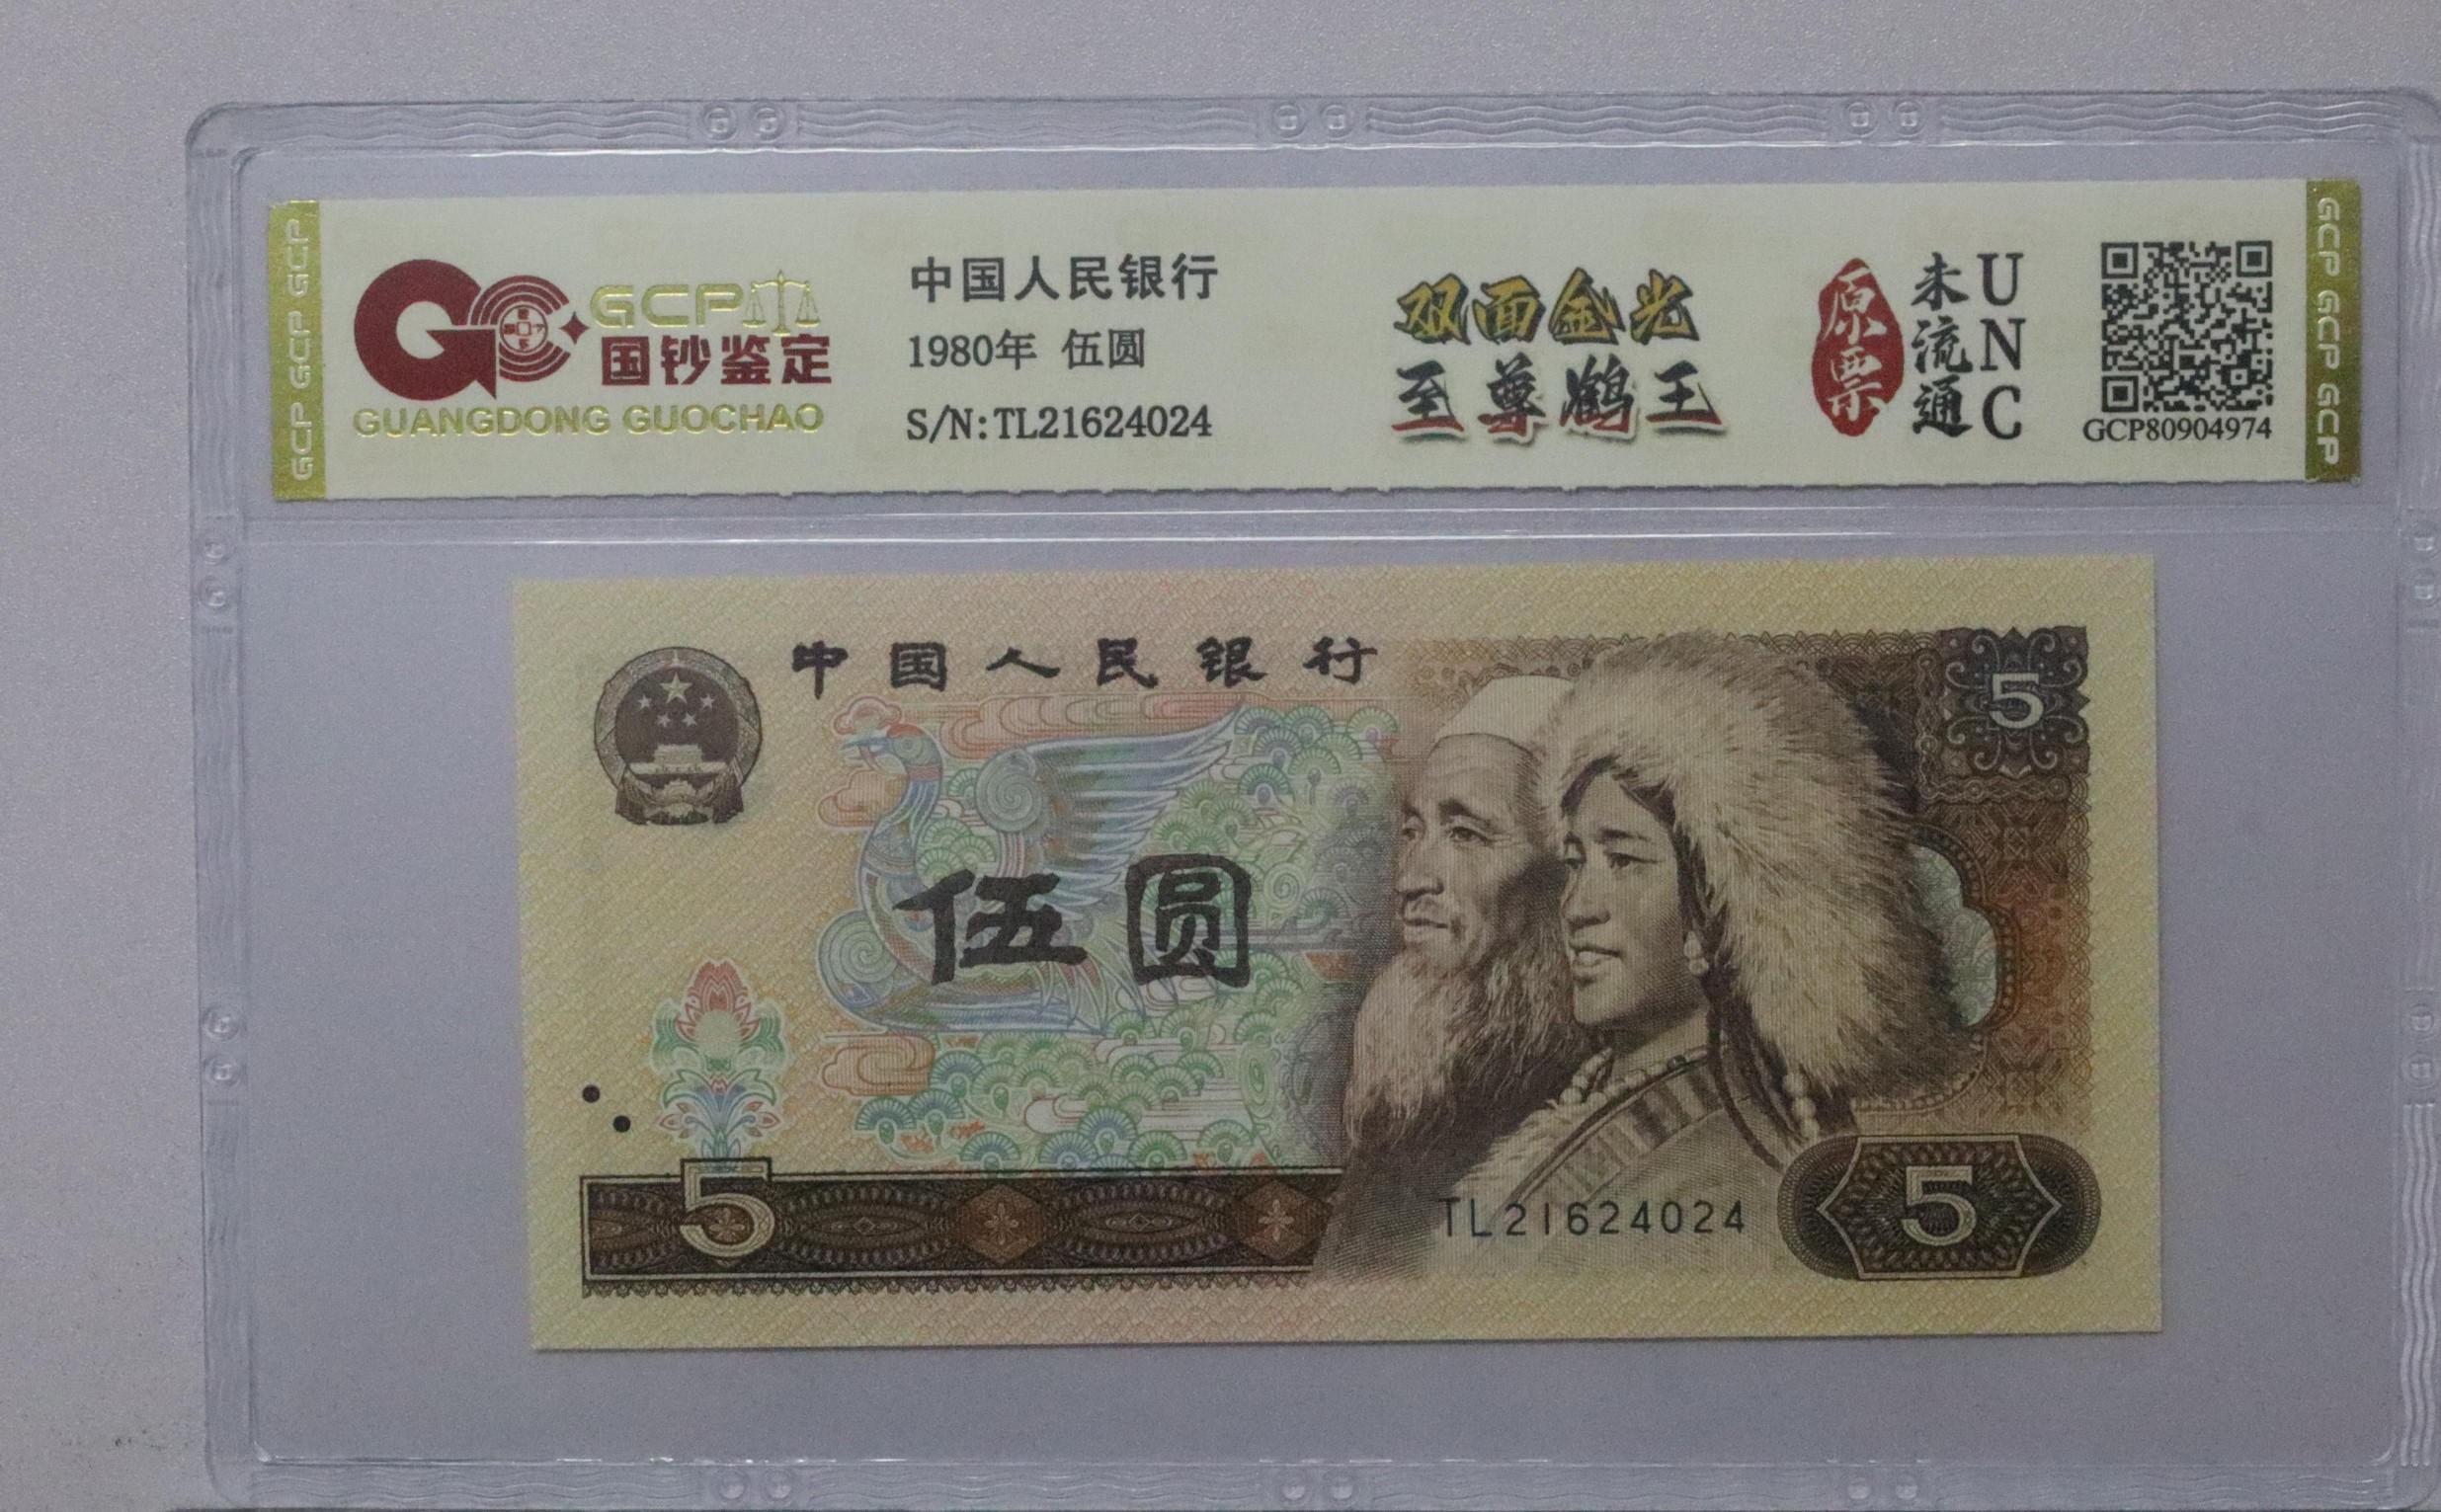 GCP GCP GCP
GCP
国钞鉴定
GUANGDONG GUOCHAO
中国人民银行
1980年 伍圆
S/N:TL21624024
双面金光
至尊鹤王
原票
未流通
UNC
GCP80904974
GCP GCP GCP
中国人民银行
5
伍圆
5
TL21624024
5